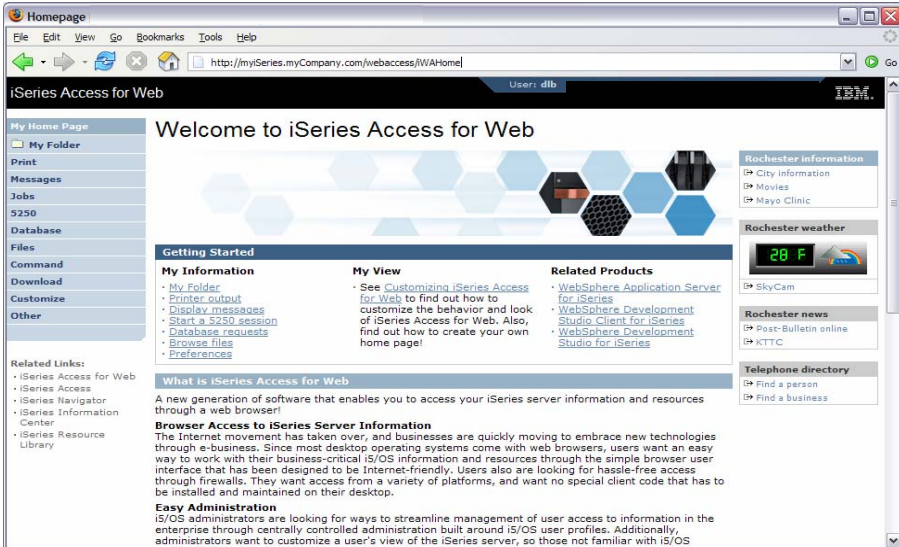 Homepage
File Edit View Go Bookmarks Tools Help
http://myiSeries.myCompany.com/webaccess/iWAHome
Go
iSeries Access for Web
User: dlb
IBM.
My Home Page
My Folder
Print
Messages
Jobs
5250
Database
Files
Command
Download
Customize
Other
Related Links:
· iSeries Access for Web
· iSeries Access
· iSeries Navigator
· iSeries Information
Center
· iSeries Resource
Library
Welcome to iSeries Access for Web
Getting Started
My Information
· My Folder
· Printer output
· Display messages
· Start a 5250 session
· Database requests
· Browse files
· Preferences
My View
· See Customizing iSeries Access
for Web to find out how to
customize the behavior and look
of iSeries Access for Web. Also,
find out how to create your own
home page!
Related Products
· WebSphere Application Server
for iSeries
· WebSphere Development
Studio Client for iSeries
· WebSphere Development
Studio for iSeries
What is iSeries Access for Web
A new generation of software that enables you to access your iSeries server information and resources
through a web browser!
Browser Access to iSeries Server Information
The Internet movement has taken over, and businesses are quickly moving to embrace new technologies
through e-business. Since most desktop operating systems come with web browsers, users want an easy
way to work with their business-critical i5/OS information and resources through the simple browser user
interface that has been designed to be Internet-friendly. Users also are looking for hassle-free access
through firewalls. They want access from a variety of platforms, and want no special client code that has to
be installed and maintained on their desktop.
Easy Administration
i5/OS administrators are looking for ways to streamline management of user access to information in the
enterprise through centrally controlled administration built around i5/OS user profiles. Additionally,
administrators want to customize a user's view of the iSeries server, so those not familiar with i5/OS
Rochester information
City information
Movies
Mayo Clinic
Rochester weather
28 F
SkyCam
Rochester news
Post-Bulletin online
KTTC
Telephone directory
Find a person
Find a business